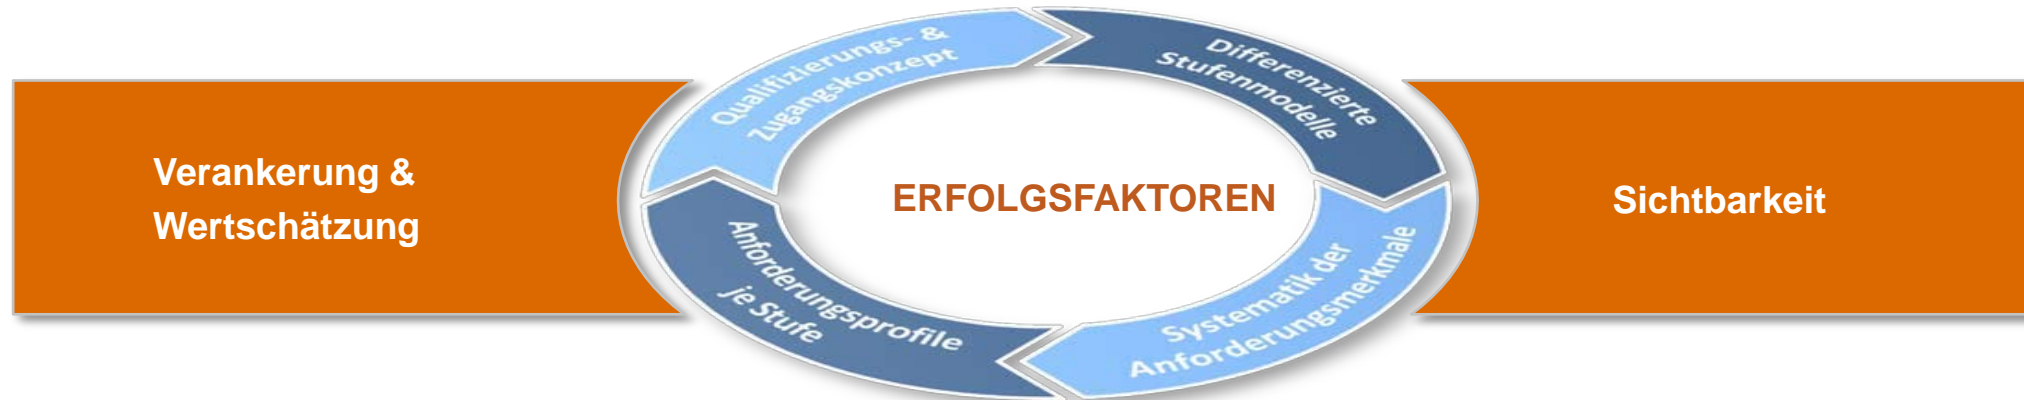 Verankerung &
Wertschätzung
Qualifizierungs- &
Zugangskonzept
Differenzierte
Stufenmodelle
ERFOLGSFAKTOREN
Anforderungsprofile
je Stufe
Systematik der
Anforderungsmerkmale
Sichtbarkeit